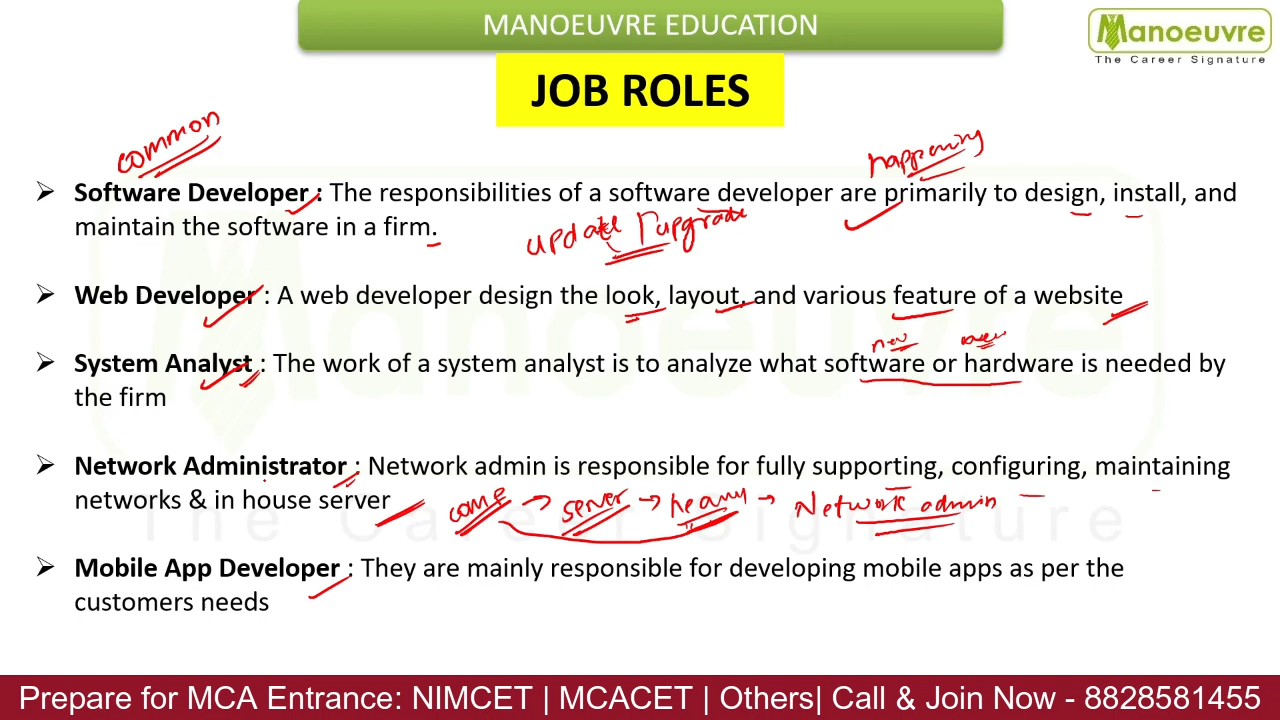 MANOEUVRE EDUCATION
Manoeuvre
The Career Signature
JOB ROLES
common
happening
➢ Software Developer : The responsibilities of a software developer are primarily to design, install, and
maintain the software in a firm.
update / upgrade
➢ Web Developer : A web developer design the look, layout, and various feature of a website
new
➢ System Analyst : The work of a system analyst is to analyze what software or hardware is needed by
the firm
➢ Network Administrator : Network admin is responsible for fully supporting, configuring, maintaining
networks & in house server
→ server → heavy → Network admin
➢ Mobile App Developer : They are mainly responsible for developing mobile apps as per the
customers needs
Manoeuvre
The Career Signature
Prepare for MCA Entrance: NIMCET | MCACET | Others| Call & Join Now - 8828581455